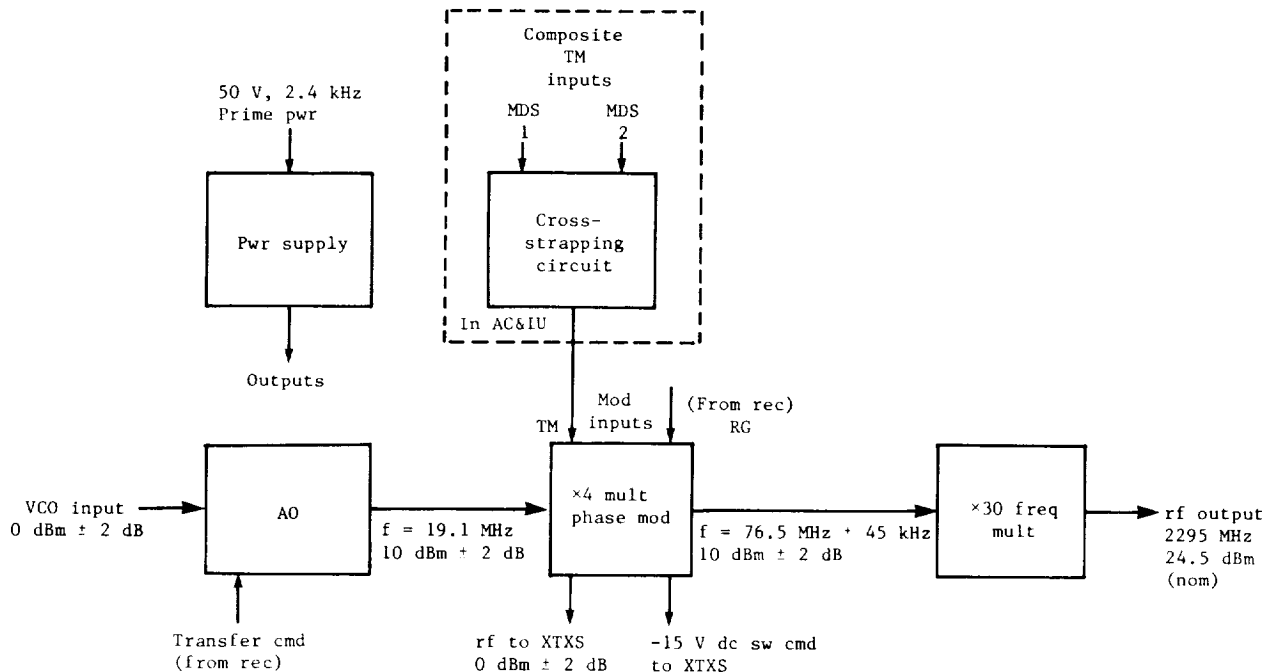 Composite
TM
inputs
50 V, 2.4 kHz
Prime pwr
MDS
1
MDS
2
Pwr supply
Cross-
strapping
circuit
In AC&IU
Outputs
Mod
inputs
(From rec)
RG
TM
VCO input
0 dBm ± 2 dB
AO
f = 19.1 MHz
10 dBm ± 2 dB
×4 mult
phase mod
f = 76.5 MHz + 45 kHz
10 dBm ± 2 dB
×30 freq
mult
rf output
2295 MHz
24.5 dBm
(nom)
Transfer cmd
(from rec)
rf to XTXS
0 dBm ± 2 dB
-15 V dc sw cmd
to XTXS